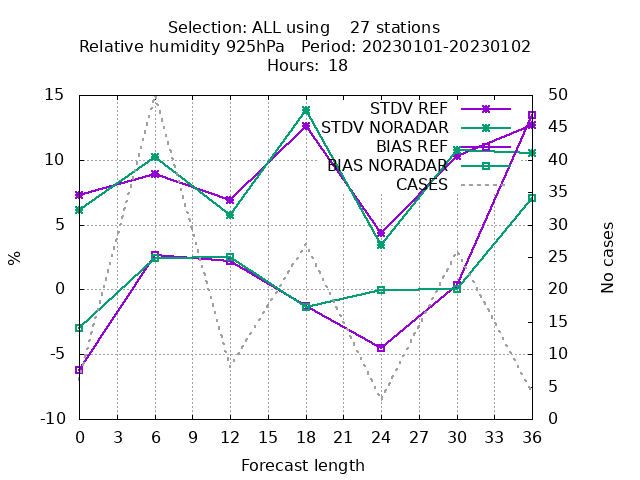 Selection: ALL using    27 stations
Relative humidity 925hPa   Period: 20230101-20230102
Hours:  18
15
10
5
0
-5
-10
%
STDV REF
STDV NORADAR
BIAS REF
BIAS NORADAR
CASES
50
45
40
35
30
25
20
15
10
5
0
No cases
0 3 6 9 12 15 18 21 24 27 30 33 36
Forecast length